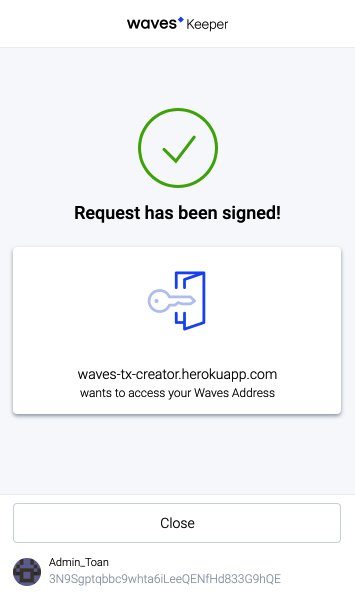 waves Keeper
Request has been signed!
waves-tx-creator.herokuapp.com
wants to access your Waves Address
Close
Admin_Toan
3N9Sgptqbbc9whta6iLeeQENfHd833G9hQE